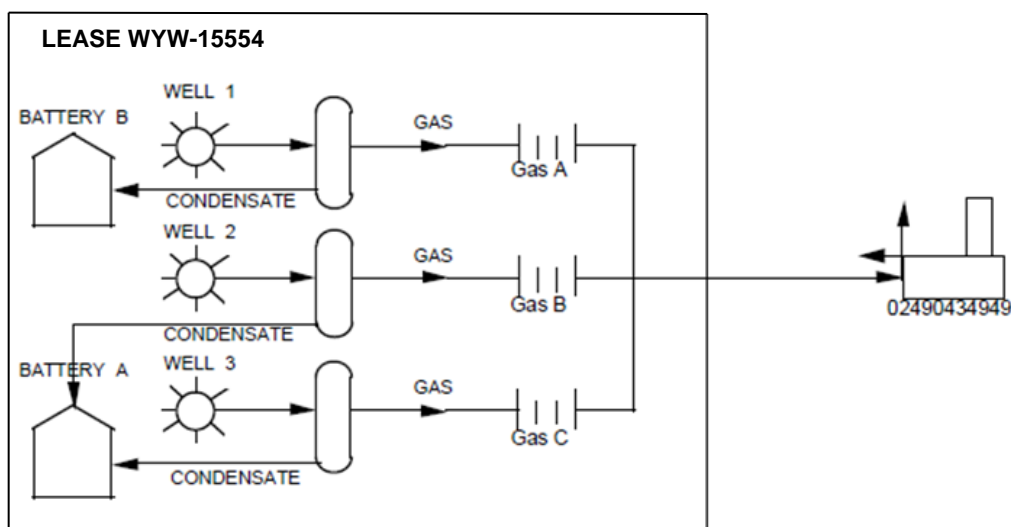 LEASE WYW-15554
WELL 1
BATTERY B
GAS
Gas A
CONDENSATE
WELL 2
GAS
Gas B
02490434949
CONDENSATE
BATTERY A
WELL 3
GAS
Gas C
CONDENSATE